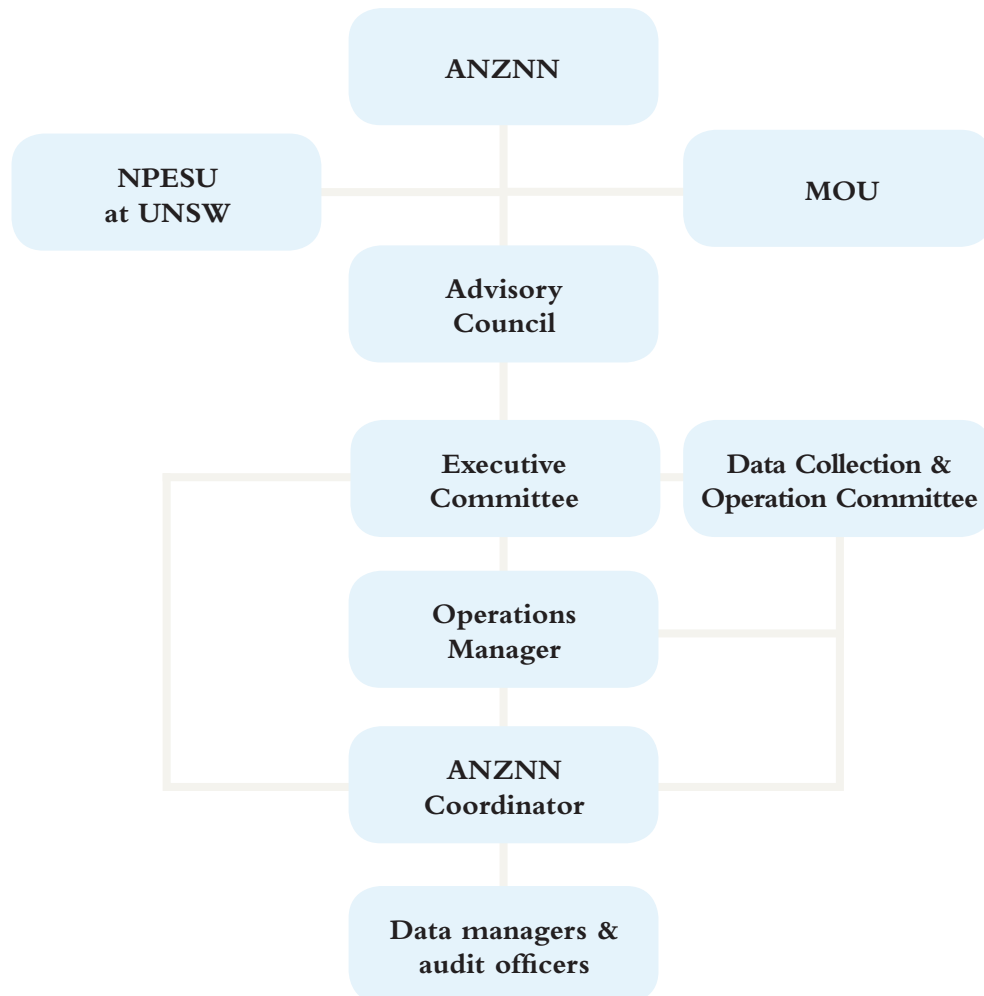 ANZNN
NPESU
at UNSW
MOU
Advisory
Council
Executive
Committee
Data Collection &
Operation Committee
Operations
Manager
ANZNN
Coordinator
Data managers &
audit officers